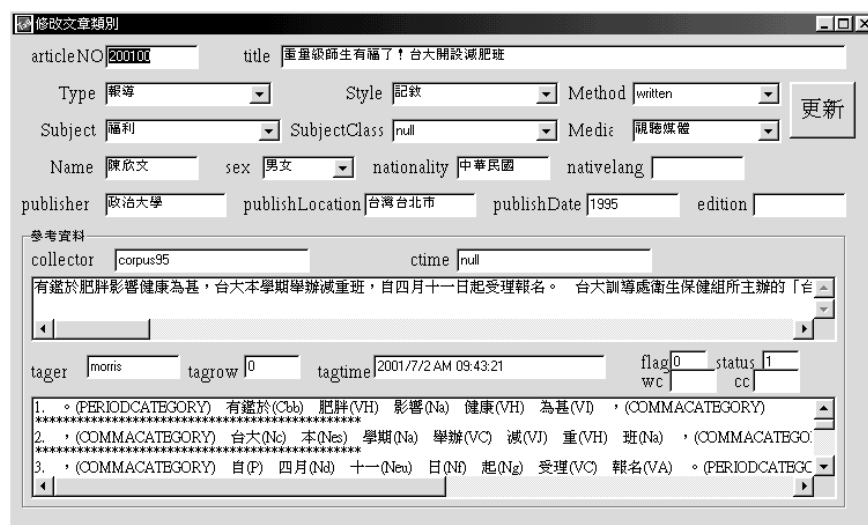 修改文章類別
articleNO 200100 title 重量級師生有福了！台大開設減肥班
Type 報導 Style 記敘 Method written
更新
Subject 福利 SubjectClass null Media 視聽媒體
Name 陳欣文 sex 男女 nationality 中華民國 nativelang
publisher 政治大學 publishLocation 台灣台北市 publishDate 1995 edition
參考資料
collector corpus95 ctime null
有鑑於肥胖影響健康為甚，台大本學期舉辦減重班，自四月十一日起受理報名。 台大訓導處衛生保健組所主辦的「台
tager morris tagrow 0 tagtime 2001/7/2 AM 09:43:21 flag 0 status 1
wc cc
1. 。(PERIODCATEGORY) 有鑑於(Cbb) 肥胖(VH) 影響(Na) 健康(VH) 為甚(VI) ，(COMMACATEGORY)
******************************************
2. ，(COMMACATEGORY) 台大(Nc) 本(Nes) 學期(Na) 舉辦(VC) 減(VJ) 重(VH) 班(Na) ，(COMMACATEGO
******************************************
3. ，(COMMACATEGORY) 自(P) 四月(Nd) 十一(Neu) 日(Nf) 起(Ng) 受理(VC) 報名(VA) 。(PERIODCATEGC